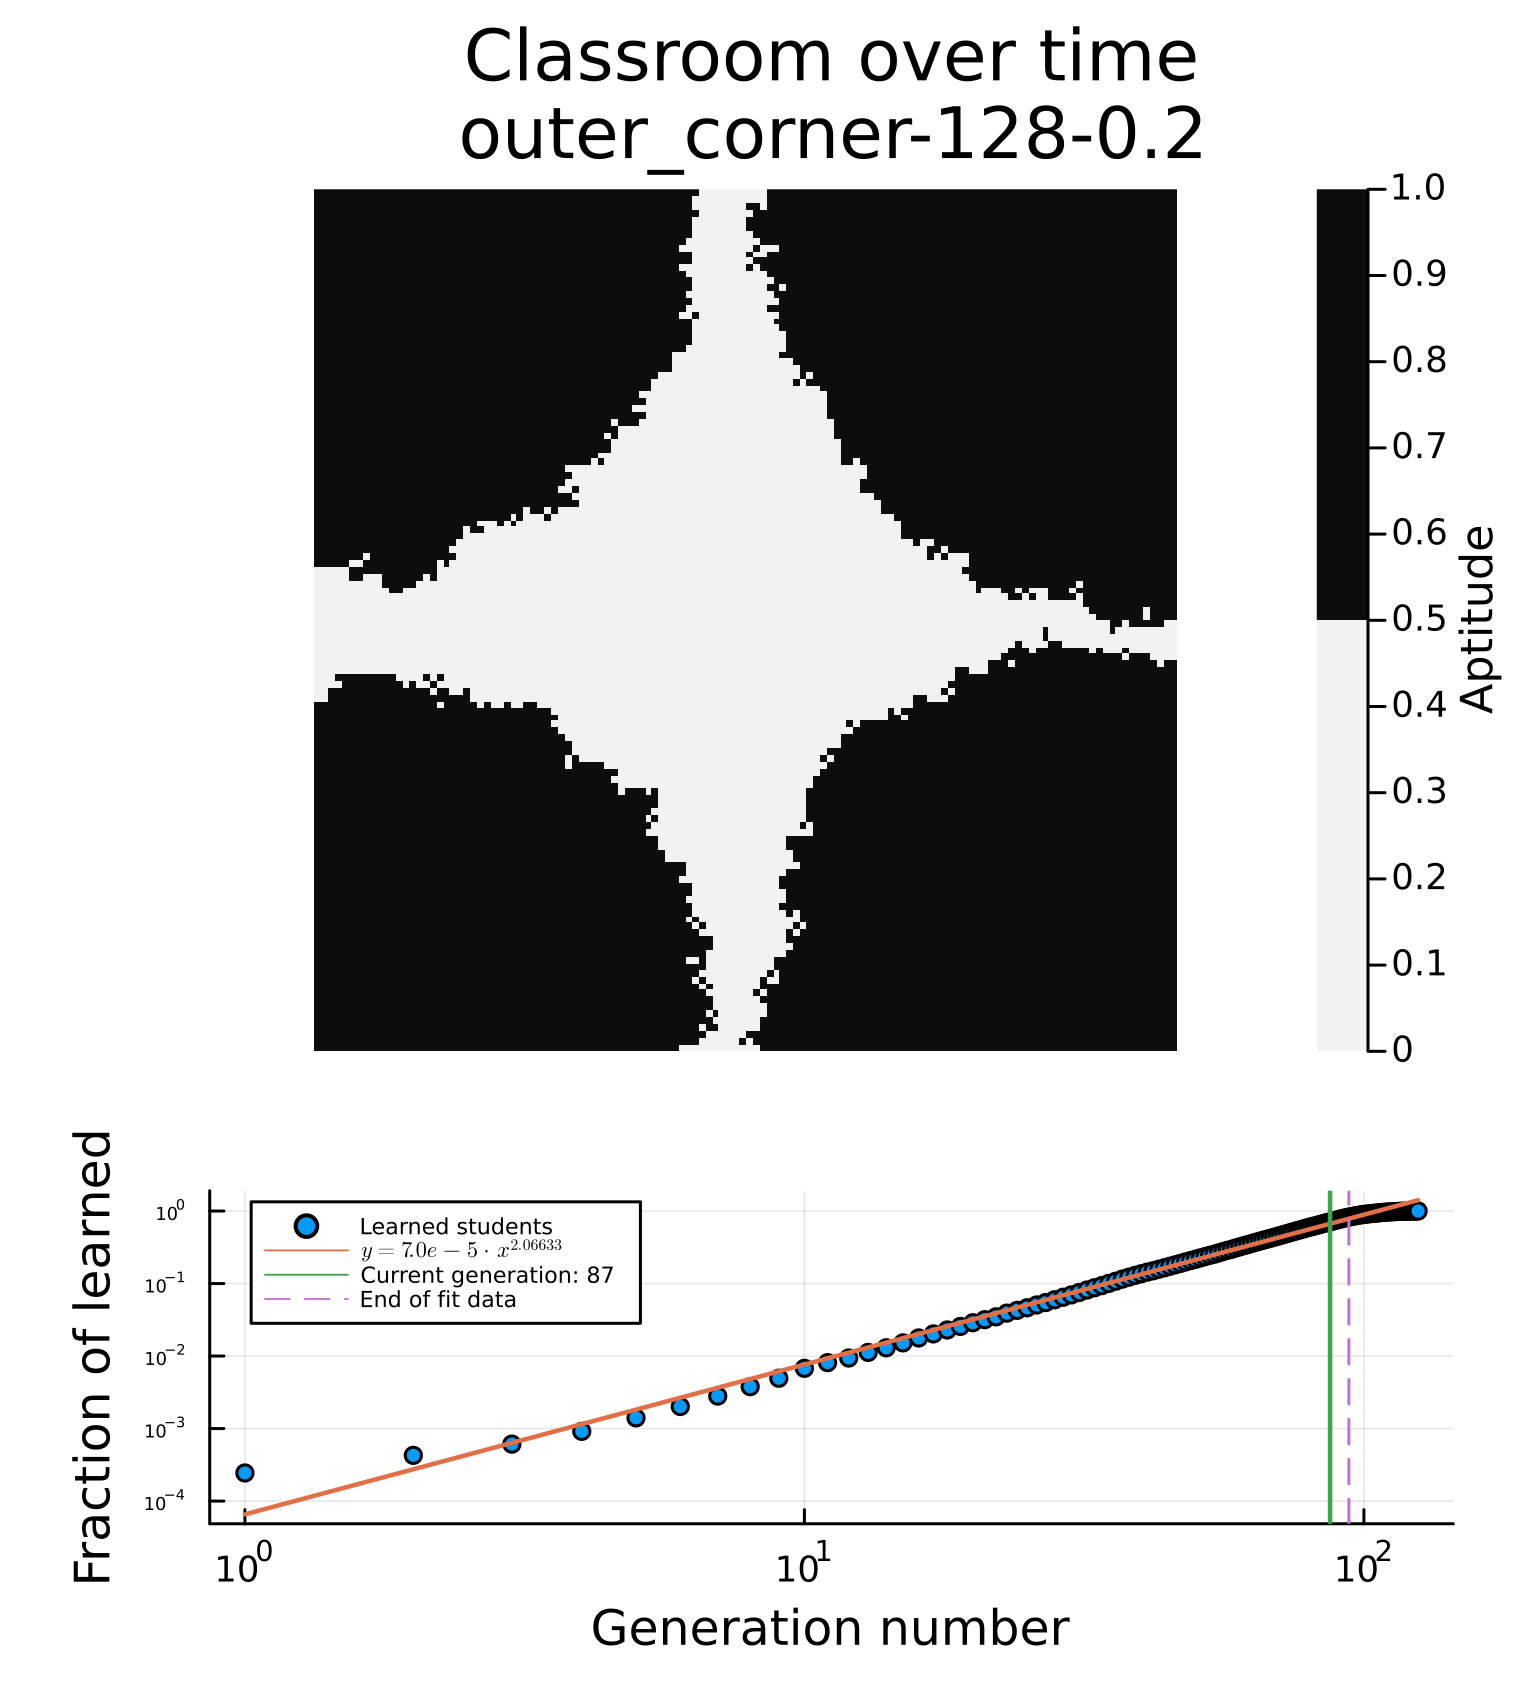 Classroom over time
outer_corner-128-0.2
1.0
0.9
0.8
0.7
0.6
0.5
0.4
0.3
0.2
0.1
0
Aptitude
Fraction of learned
10^0
10^-1
10^-2
10^-3
10^-4
Learned students
y = 7.0e − 5 · x^2.06633
Current generation: 87
End of fit data
10^0
10^1
10^2
Generation number